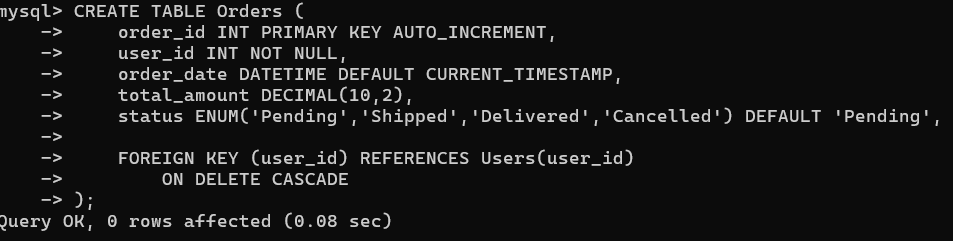 mysql> CREATE TABLE Orders (
    ->     order_id INT PRIMARY KEY AUTO_INCREMENT,
    ->     user_id INT NOT NULL,
    ->     order_date DATETIME DEFAULT CURRENT_TIMESTAMP,
    ->     total_amount DECIMAL(10,2),
    ->     status ENUM('Pending','Shipped','Delivered','Cancelled') DEFAULT 'Pending',
    ->
    ->     FOREIGN KEY (user_id) REFERENCES Users(user_id)
    ->         ON DELETE CASCADE
    -> );
Query OK, 0 rows affected (0.08 sec)